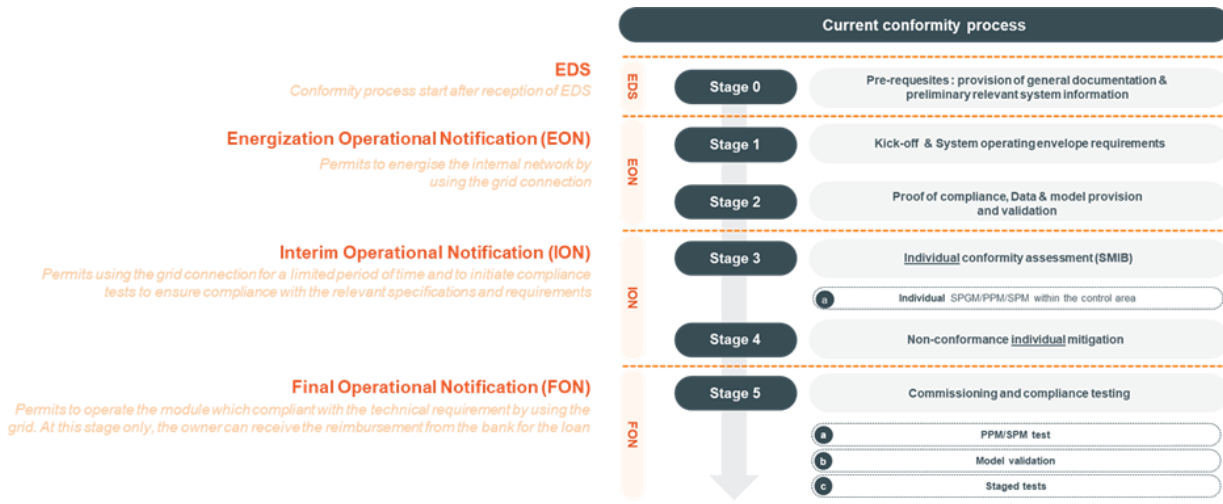 Current conformity process
EDS
Conformity process start after reception of EDS
EDS
Stage 0
Pre-requesites : provision of general documentation &
preliminary relevant system information
Energization Operational Notification (EON)
Permits to energise the internal network by
using the grid connection
EON
Stage 1
Kick-off & System operating envelope requirements
Stage 2
Proof of compliance, Data & model provision
and validation
Interim Operational Notification (ION)
Permits using the grid connection for a limited period of time and to initiate compliance
tests to ensure compliance with the relevant specifications and requirements
ION
Stage 3
Individual conformity assessment (SMIB)
a Individual SPGM/PPM/SPM within the control area
Stage 4
Non-conformance individual mitigation
Final Operational Notification (FON)
Permits to operate the module which compliant with the technical requirement by using the
grid. At this stage only, the owner can receive the reimbursement from the bank for the loan
FON
Stage 5
Commissioning and compliance testing
a PPM/SPM test
b Model validation
c Staged tests